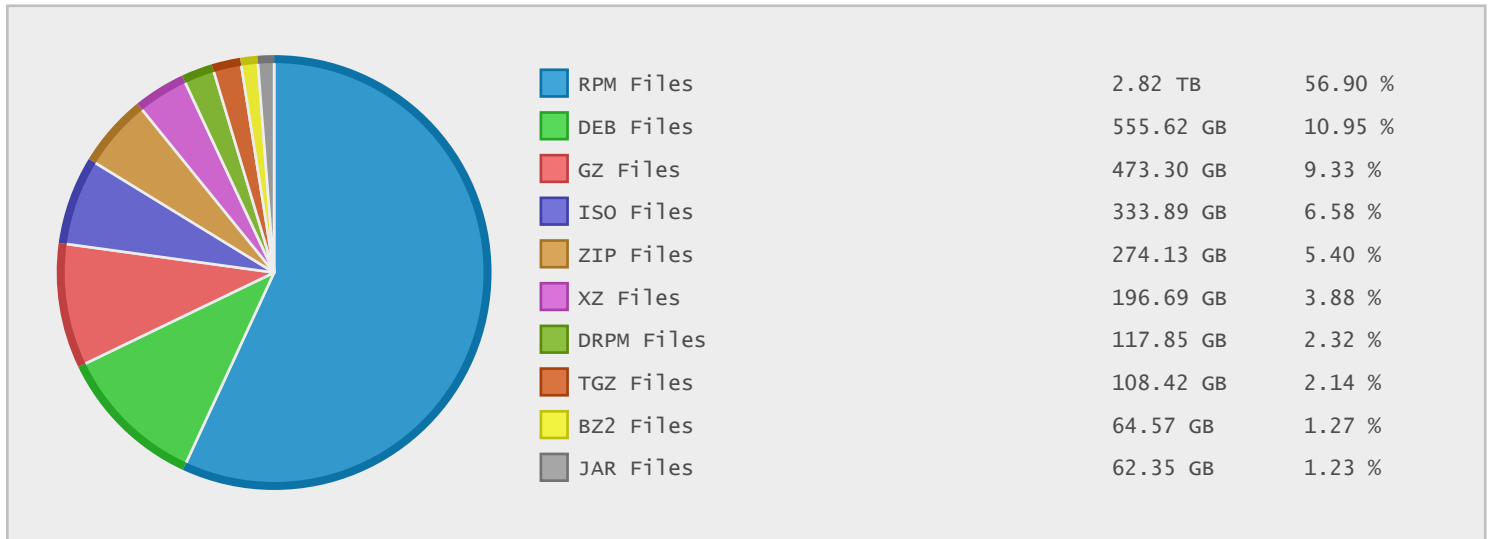 RPM Files 2.82 TB 56.90 %
DEB Files 555.62 GB 10.95 %
GZ Files 473.30 GB 9.33 %
ISO Files 333.89 GB 6.58 %
ZIP Files 274.13 GB 5.40 %
XZ Files 196.69 GB 3.88 %
DRPM Files 117.85 GB 2.32 %
TGZ Files 108.42 GB 2.14 %
BZ2 Files 64.57 GB 1.27 %
JAR Files 62.35 GB 1.23 %